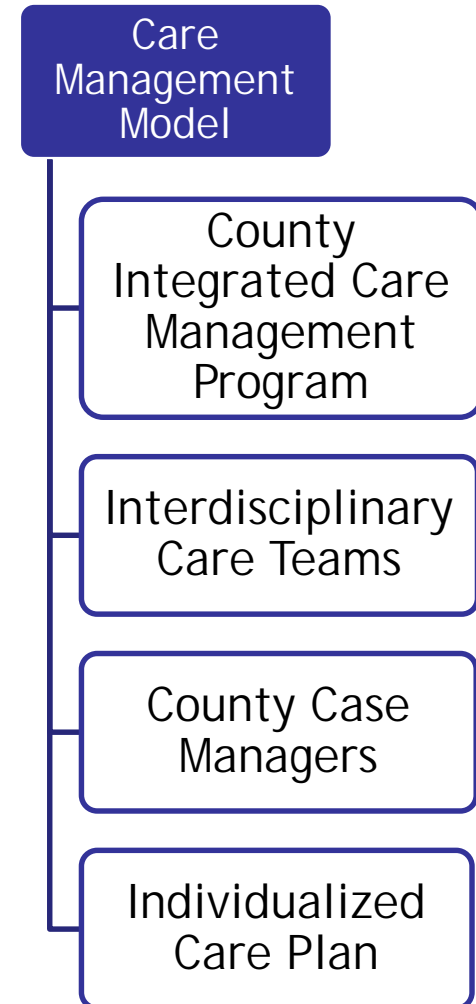 Care
Management
Model
County
Integrated Care
Management
Program
Interdisciplinary
Care Teams
County Case
Managers
Individualized
Care Plan